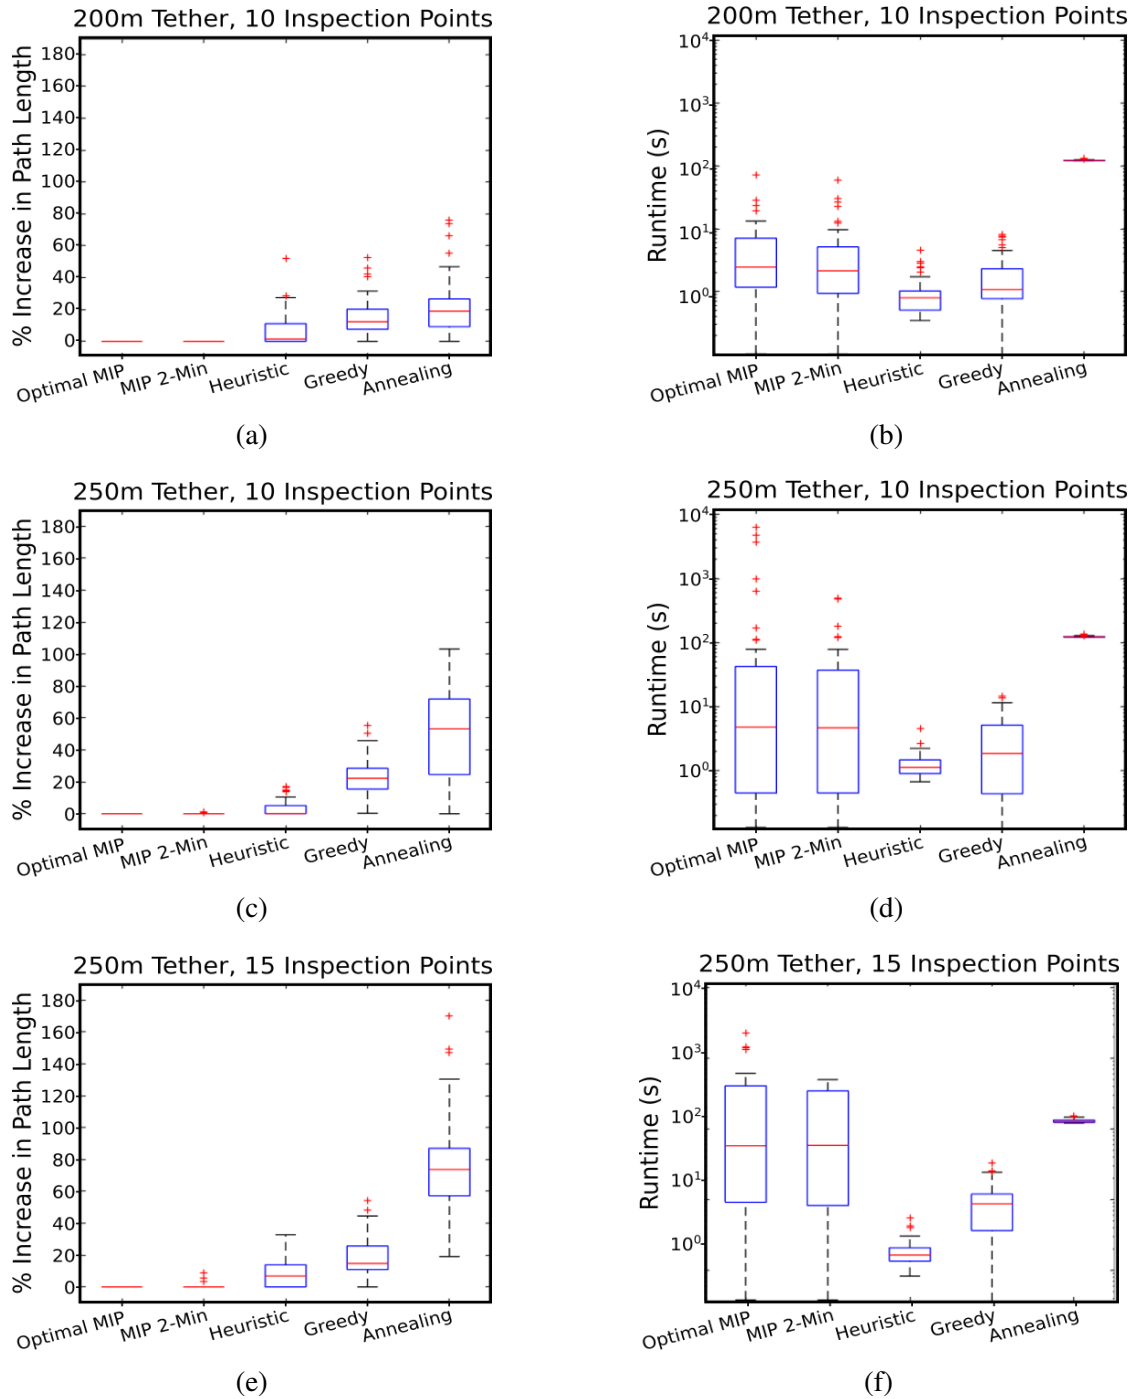 200m Tether, 10 Inspection Points
% Increase in Path Length
180
160
140
120
100
80
60
40
20
0
Optimal MIP
MIP 2-Min
Heuristic
Greedy
Annealing
(a)
200m Tether, 10 Inspection Points
Runtime (s)
10⁴
10³
10²
10¹
10⁰
Optimal MIP
MIP 2-Min
Heuristic
Greedy
Annealing
(b)
250m Tether, 10 Inspection Points
% Increase in Path Length
180
160
140
120
100
80
60
40
20
0
Optimal MIP
MIP 2-Min
Heuristic
Greedy
Annealing
(c)
250m Tether, 10 Inspection Points
Runtime (s)
10⁴
10³
10²
10¹
10⁰
Optimal MIP
MIP 2-Min
Heuristic
Greedy
Annealing
(d)
250m Tether, 15 Inspection Points
% Increase in Path Length
180
160
140
120
100
80
60
40
20
0
Optimal MIP
MIP 2-Min
Heuristic
Greedy
Annealing
(e)
250m Tether, 15 Inspection Points
Runtime (s)
10⁴
10³
10²
10¹
10⁰
Optimal MIP
MIP 2-Min
Heuristic
Greedy
Annealing
(f)